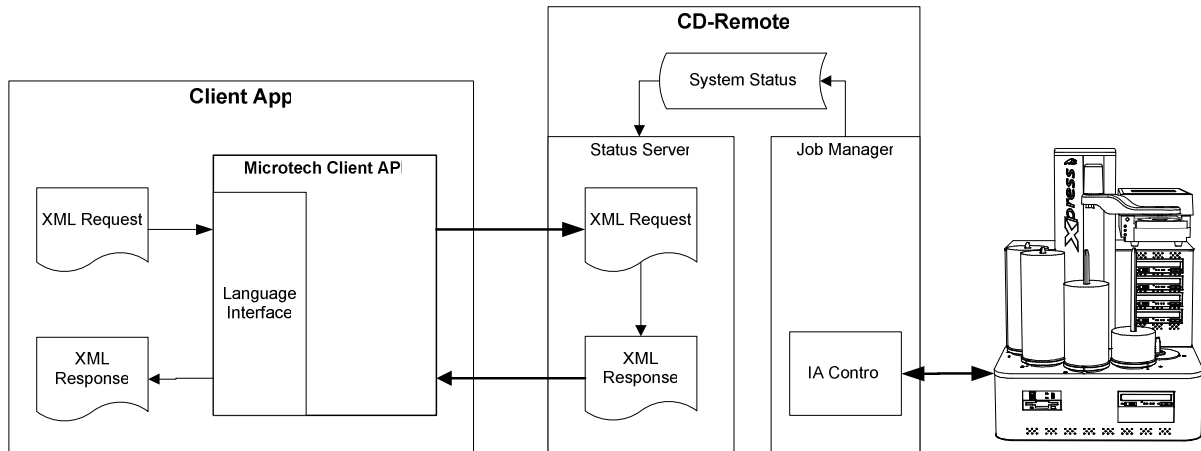 CD-Remote
System Status
Client App
Status Server
Job Manager
Microtech Client AP
XML Request
XML Request
Language
Interface
XML
Response
XML
Response
IA Contro
Xpress